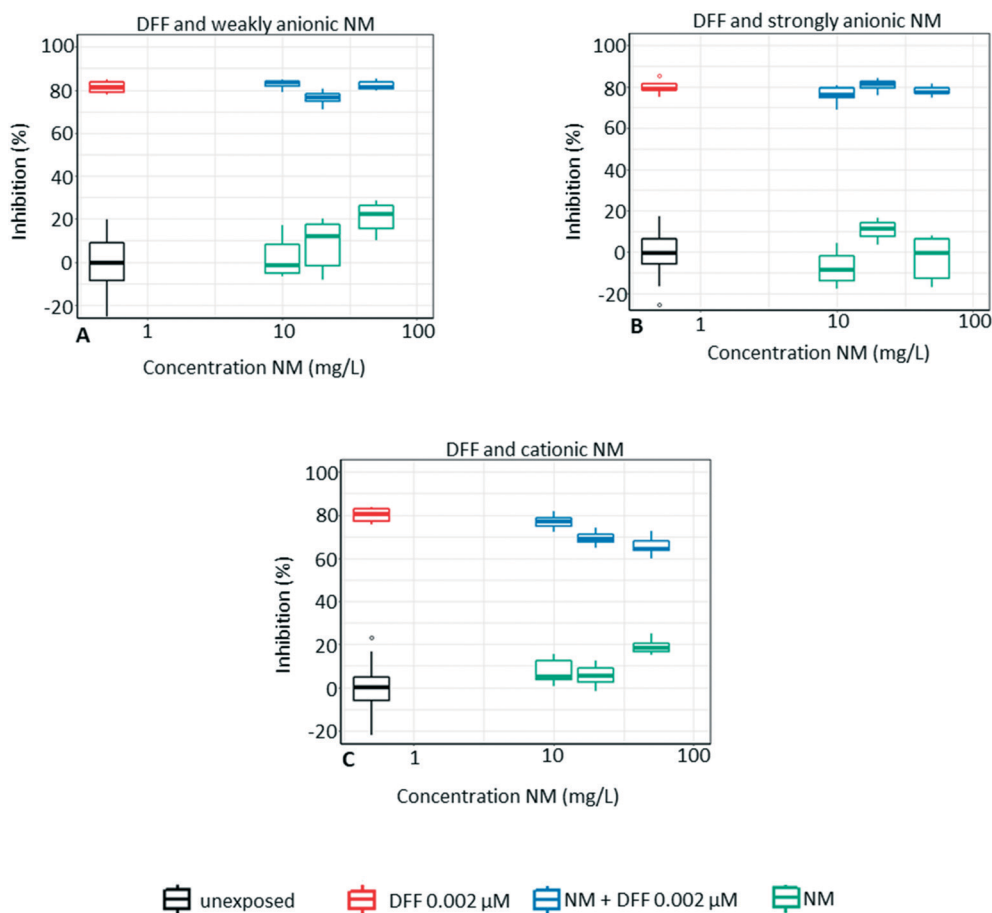 DFF and weakly anionic NM
100
80
60
40
20
0
-20
Inhibition (%)
A
1
10
100
Concentration NM (mg/L)
DFF and strongly anionic NM
100
80
60
40
20
0
-20
Inhibition (%)
B
1
10
100
Concentration NM (mg/L)
DFF and cationic NM
100
80
60
40
20
0
-20
Inhibition (%)
C
1
10
100
Concentration NM (mg/L)
unexposed DFF 0.002 µM NM + DFF 0.002 µM NM